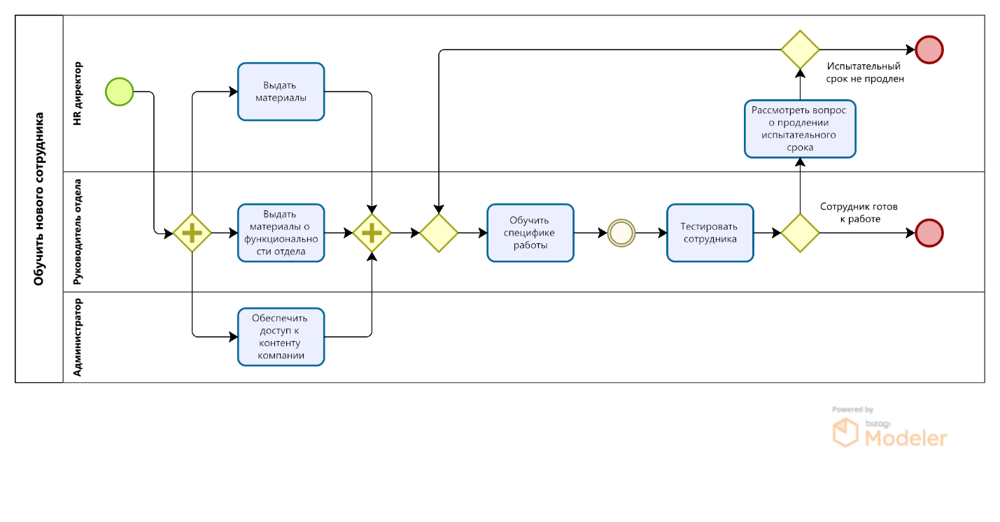 Обучить нового сотрудника
HR директор
Выдать
материалы
Испытательный
срок не продлен
Рассмотреть вопрос
о продлении
испытательного
срока
Руководитель отдела
Выдать
материалы о
функционально
сти отдела
Обучить
специфике
работы
Тестировать
сотрудника
Сотрудник готов
к работе
Администратор
Обеспечить
доступ к
контенту
компании
Powered by
bizagi
Modeler